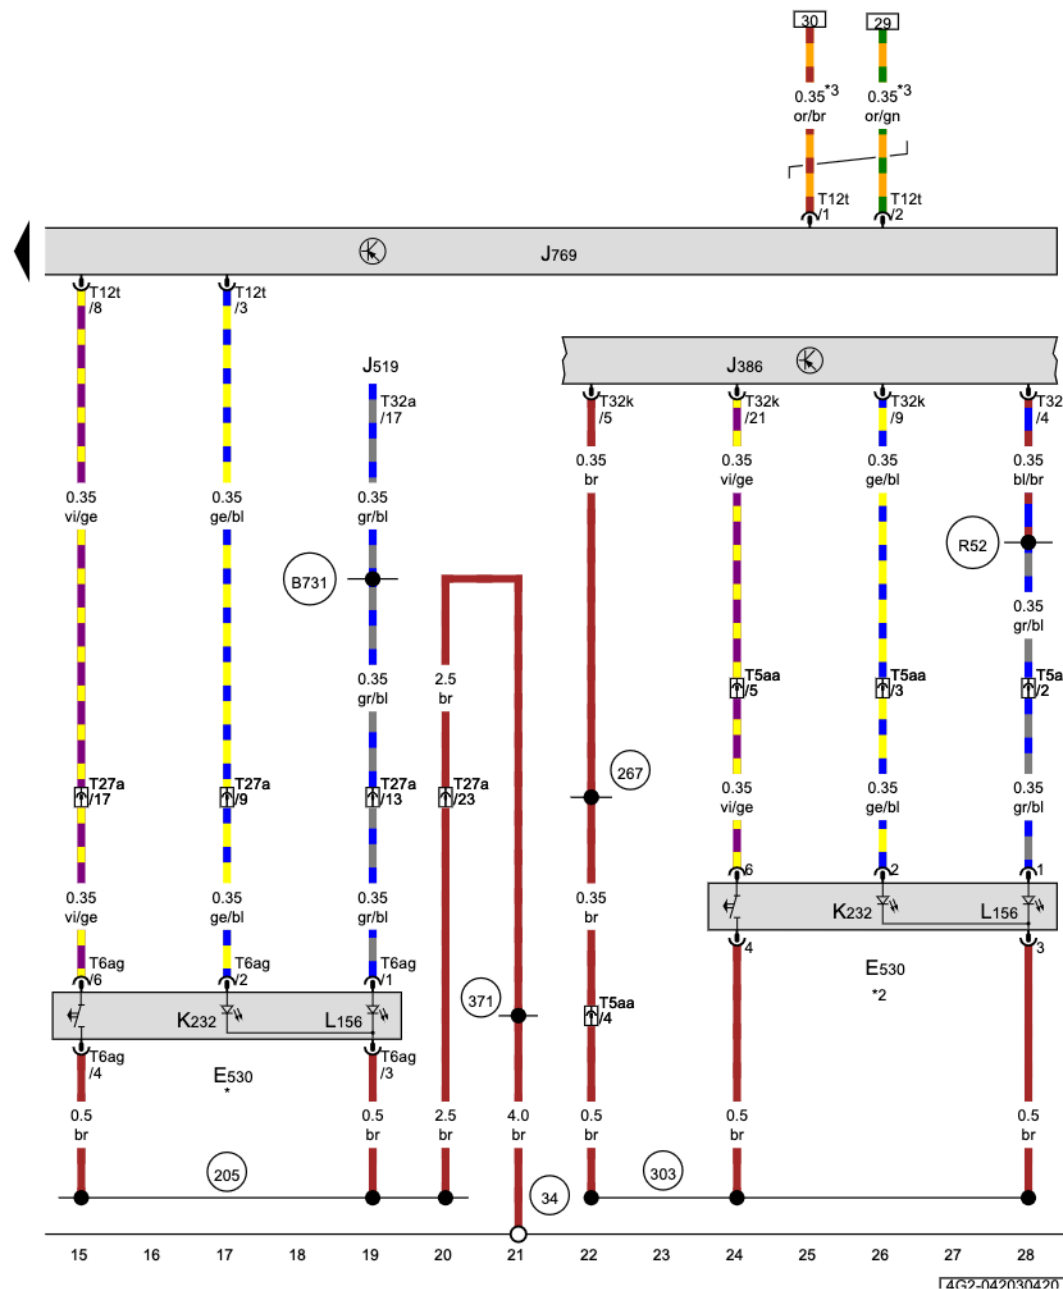 30
29
0.35*3
or/br
0.35*3
or/gn
T12t
/1
T12t
/2
J769
T12t
/8
T12t
/3
J519
T32a
/17
J386
T32k
/5
T32k
/21
T32k
/9
T32
/4
0.35
br
0.35
vi/ge
0.35
ge/bl
0.35
bl/br
0.35
vi/ge
0.35
ge/bl
0.35
gr/bl
R52
B731
0.35
gr/bl
0.35
gr/bl
2.5
br
T5aa
/5
T5aa
/3
T5a
/2
267
T27a
/17
T27a
/9
T27a
/13
T27a
/23
0.35
vi/ge
0.35
ge/bl
0.35
gr/bl
6
2
1
0.35
vi/ge
0.35
ge/bl
0.35
gr/bl
0.35
br
K232
L156
4
3
E530
*2
T6ag
/6
T6ag
/2
T6ag
/1
371
T5aa
/4
K232
L156
T6ag
/4
T6ag
/3
E530
*
0.5
br
0.5
br
2.5
br
4.0
br
0.5
br
0.5
br
0.5
br
205
34
303
15 16 17 18 19 20 21 22 23 24 25 26 27 28
4G2-042030420